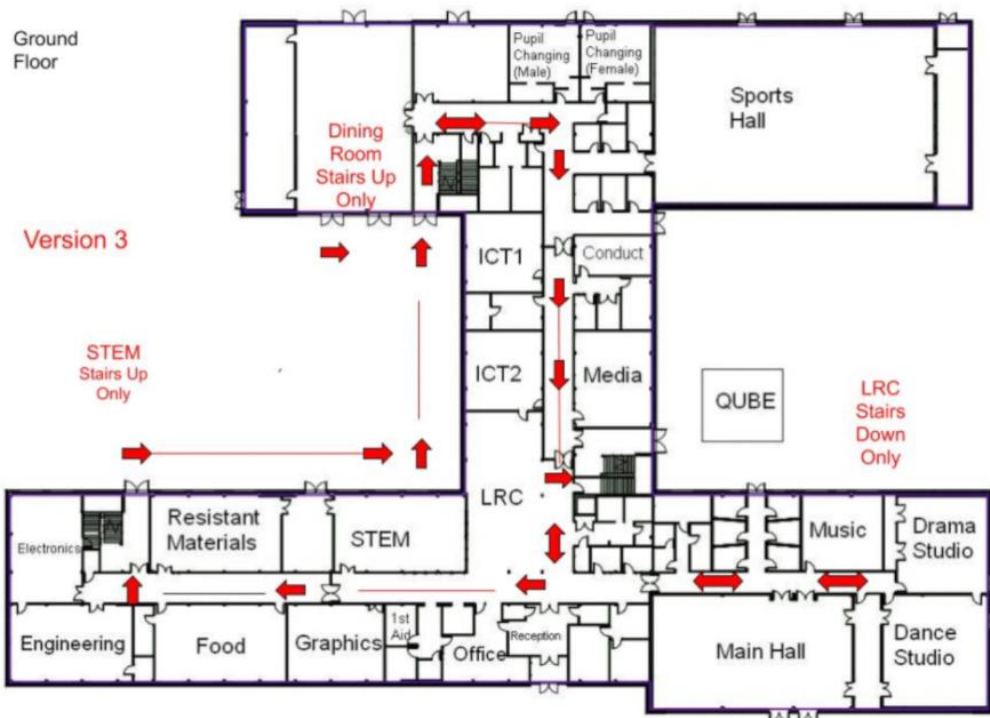 Ground
Floor
Pupil
Changing
(Male)
Pupil
Changing
(Female)
Sports
Hall
Dining
Room
Stairs Up
Only
Version 3
ICT1
Conduct
STEM
Stairs Up
Only
ICT2
Media
QUBE
LRC
Stairs
Down
Only
LRC
Electronics
Resistant
Materials
STEM
Music
Drama
Studio
Engineering
Food
Graphics
1st
Aid
Office
Reception
Main Hall
Dance
Studio